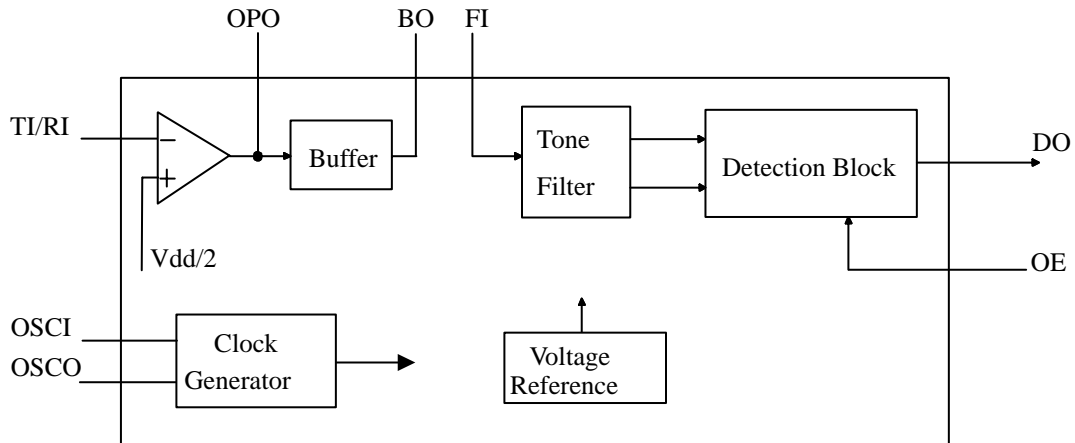 OPO
BO
FI
TI/RI
−
+
Buffer
Tone
Filter
Detection Block
DO
Vdd/2
OE
OSCI
OSCO
Clock
Generator
Voltage
Reference